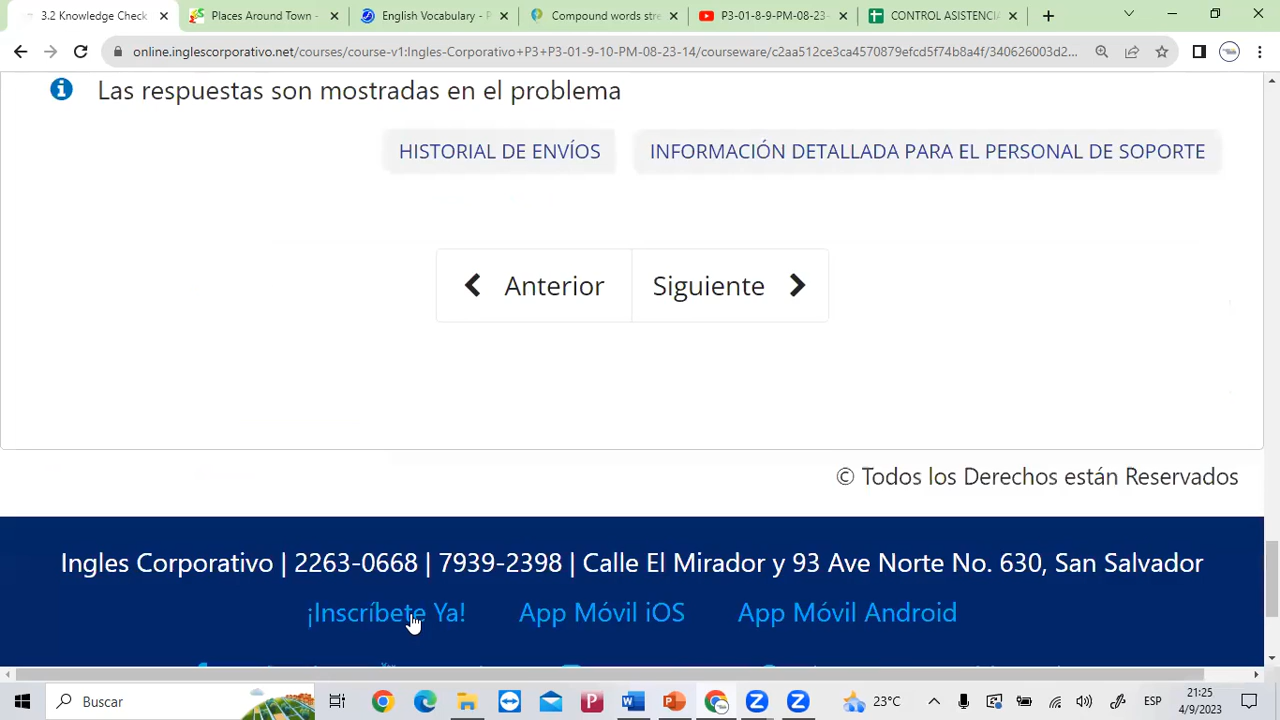 3.2 Knowledge Check
Places Around Town -
English Vocabulary - P
Compound words stre
P3-01-8-9-PM-08-23-
CONTROL ASISTENCIA
online.inglescorporativo.net/courses/course-v1:Ingles-Corporativo+P3+P3-01-9-10-PM-08-23-14/courseware/c2aa512ce3ca4570879efcd5f74b8a4f/340626003d2...
Las respuestas son mostradas en el problema
HISTORIAL DE ENVÍOS
INFORMACIÓN DETALLADA PARA EL PERSONAL DE SOPORTE
Anterior
Siguiente
© Todos los Derechos están Reservados
Ingles Corporativo | 2263-0668 | 7939-2398 | Calle El Mirador y 93 Ave Norte No. 630, San Salvador
¡Inscríbete Ya!
App Móvil iOS
App Móvil Android
Buscar
23°C
ESP
21:25
4/9/2023